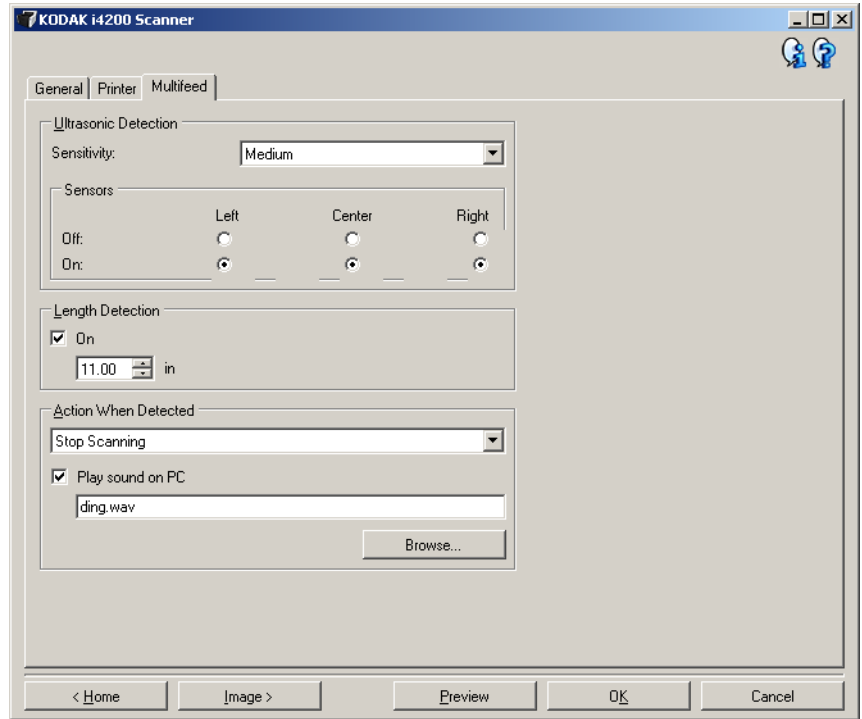 KODAK i4200 Scanner
General Printer Multifeed
Ultrasonic Detection
Sensitivity: Medium
Sensors
Left Center Right
Off:
On:
Length Detection
On
11.00 in
Action When Detected
Stop Scanning
Play sound on PC
ding.wav
Browse...
< Home Image > Preview OK Cancel